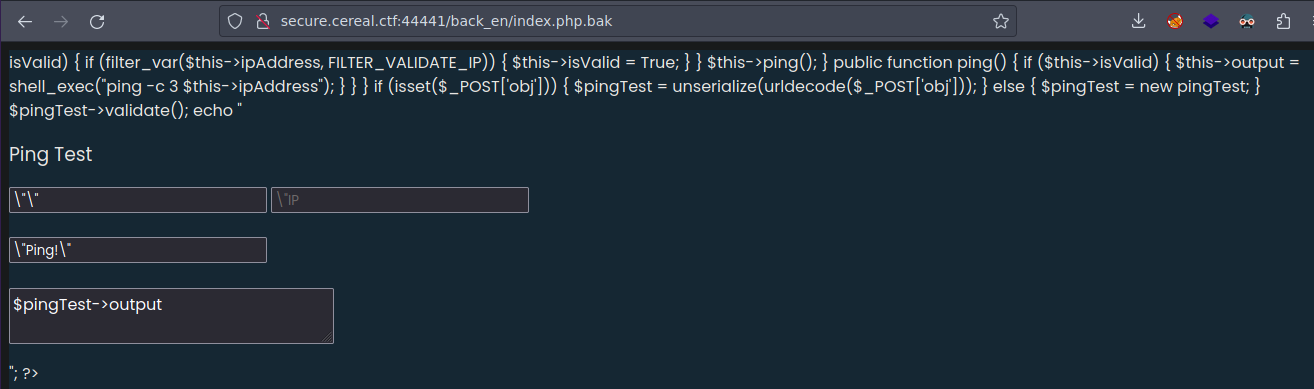 secure.cereal.ctf:44441/back_en/index.php.bak
isValid) { if (filter_var($this->ipAddress, FILTER_VALIDATE_IP)) { $this->isValid = True; } } $this->ping(); } public function ping() { if ($this->isValid) { $this->output =
shell_exec("ping -c 3 $this->ipAddress"); } } } if (isset($_POST['obj'])) { $pingTest = unserialize(urldecode($_POST['obj'])); } else { $pingTest = new pingTest; }
$pingTest->validate(); echo "
Ping Test
\"\" \"IP
\"Ping!\"
$pingTest->output
"; ?>